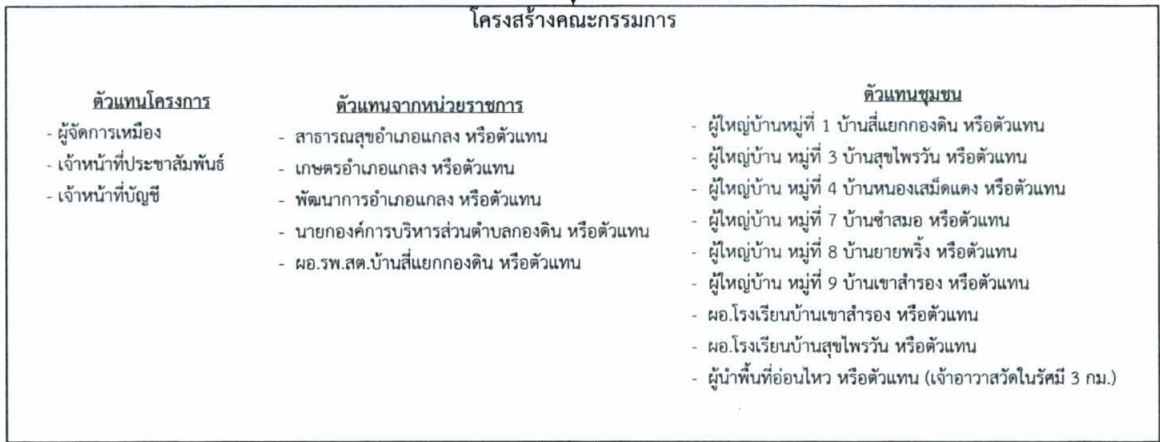 โครงสร้างคณะกรรมการ
ตัวแทนโครงการ
- ผู้จัดการเหมือง
- เจ้าหน้าที่ประชาสัมพันธ์
- เจ้าหน้าที่บัญชี
ตัวแทนจากหน่วยราชการ
- สาธารณสุขอำเภอแกลง หรือตัวแทน
- เกษตรอำเภอแกลง หรือตัวแทน
- พัฒนาการอำเภอแกลง หรือตัวแทน
- นายกองค์การบริหารส่วนตำบลกองดิน หรือตัวแทน
- ผอ.รพ.สต.บ้านสี่แยกกองดิน หรือตัวแทน
ตัวแทนชุมชน
- ผู้ใหญ่บ้านหมู่ที่ 1 บ้านสี่แยกกองดิน หรือตัวแทน
- ผู้ใหญ่บ้าน หมู่ที่ 3 บ้านสุขไพรวัน หรือตัวแทน
- ผู้ใหญ่บ้าน หมู่ที่ 4 บ้านหนองเสม็ดแดง หรือตัวแทน
- ผู้ใหญ่บ้าน หมู่ที่ 7 บ้านซำสมอ หรือตัวแทน
- ผู้ใหญ่บ้าน หมู่ที่ 8 บ้านยายพริ้ง หรือตัวแทน
- ผู้ใหญ่บ้าน หมู่ที่ 9 บ้านเขาสำรอง หรือตัวแทน
- ผอ.โรงเรียนบ้านเขาสำรอง หรือตัวแทน
- ผอ.โรงเรียนบ้านสุขไพรวัน หรือตัวแทน
- ผู้นำพื้นที่อ่อนไหว หรือตัวแทน (เจ้าอาวาสวัดในรัศมี 3 กม.)